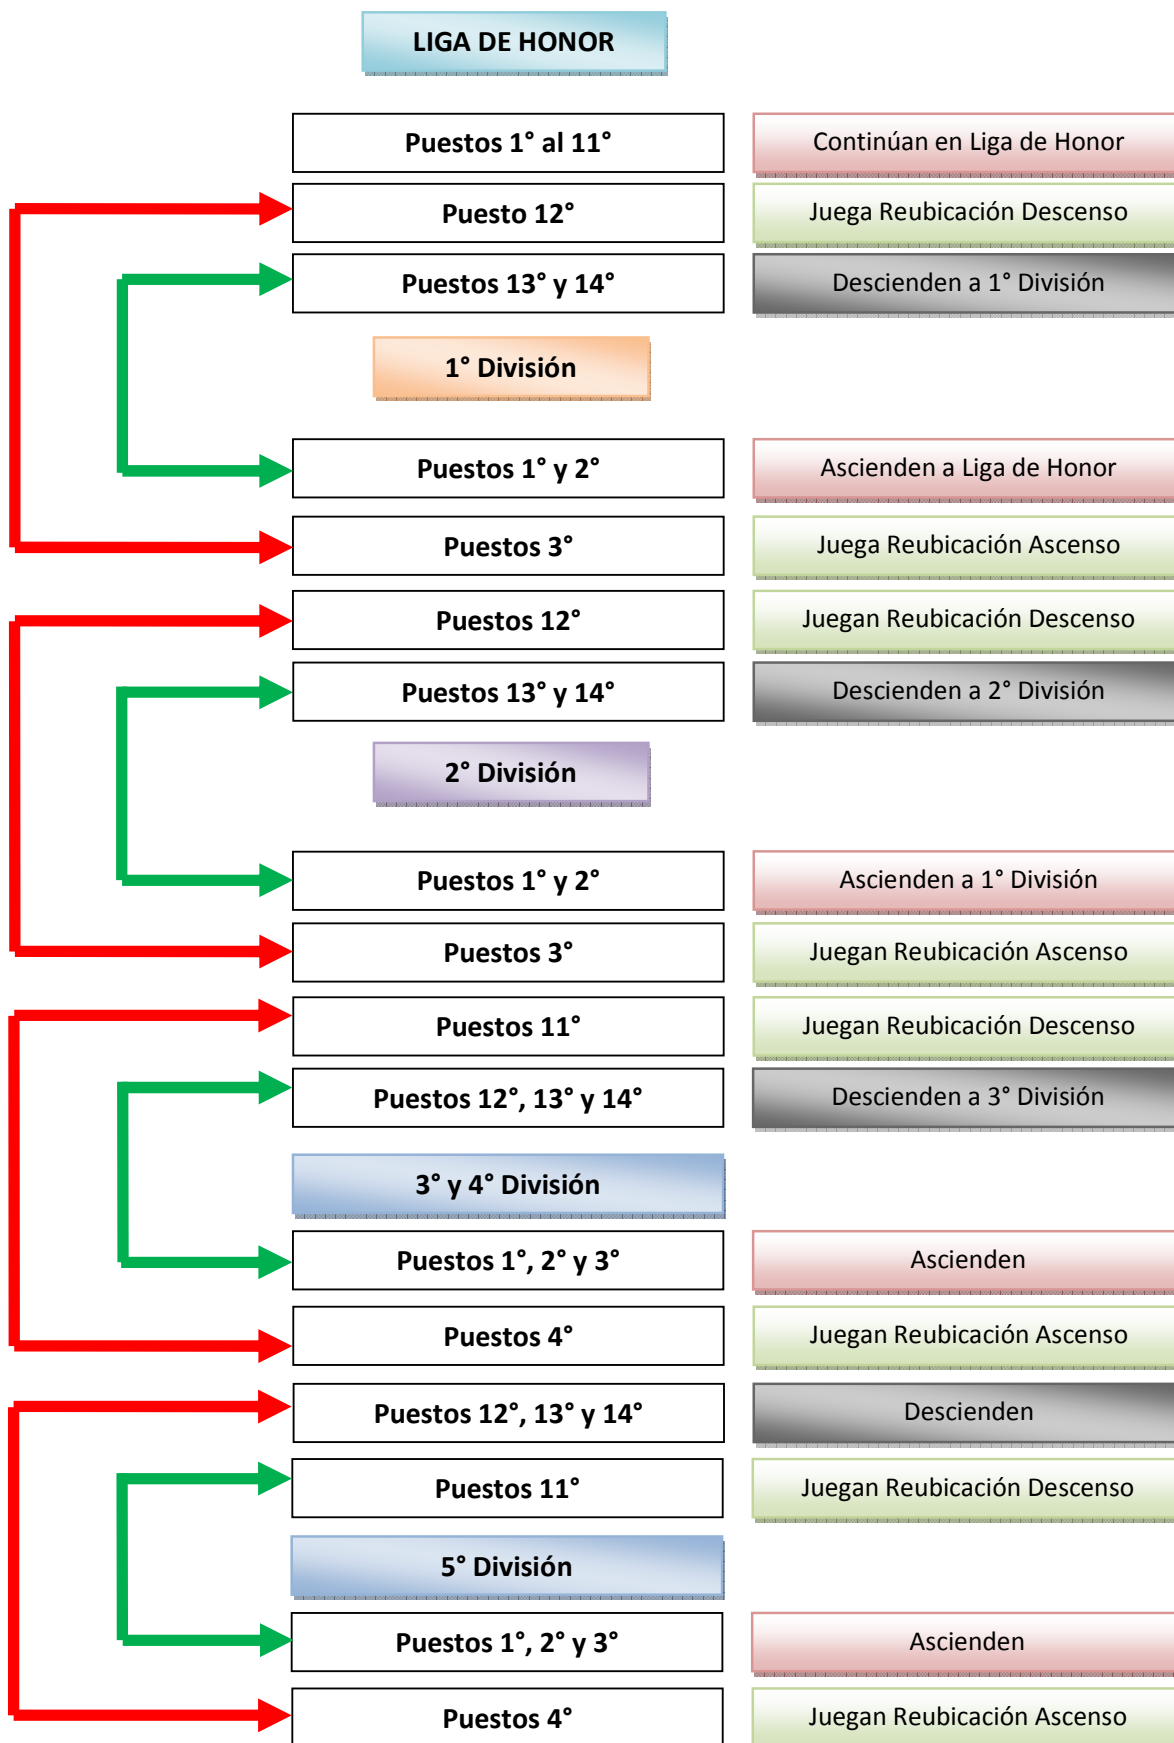 LIGA DE HONOR
Puestos 1° al 11°
Continúan en Liga de Honor
Puesto 12°
Juega Reubicación Descenso
Puestos 13° y 14°
Descienden a 1° División
1° División
Puestos 1° y 2°
Ascienden a Liga de Honor
Puestos 3°
Juega Reubicación Ascenso
Puestos 12°
Juegan Reubicación Descenso
Puestos 13° y 14°
Descienden a 2° División
2° División
Puestos 1° y 2°
Ascienden a 1° División
Puestos 3°
Juegan Reubicación Ascenso
Puestos 11°
Juegan Reubicación Descenso
Puestos 12°, 13° y 14°
Descienden a 3° División
3° y 4° División
Puestos 1°, 2° y 3°
Ascienden
Puestos 4°
Juegan Reubicación Ascenso
Puestos 12°, 13° y 14°
Descienden
Puestos 11°
Juegan Reubicación Descenso
5° División
Puestos 1°, 2° y 3°
Ascienden
Puestos 4°
Juegan Reubicación Ascenso